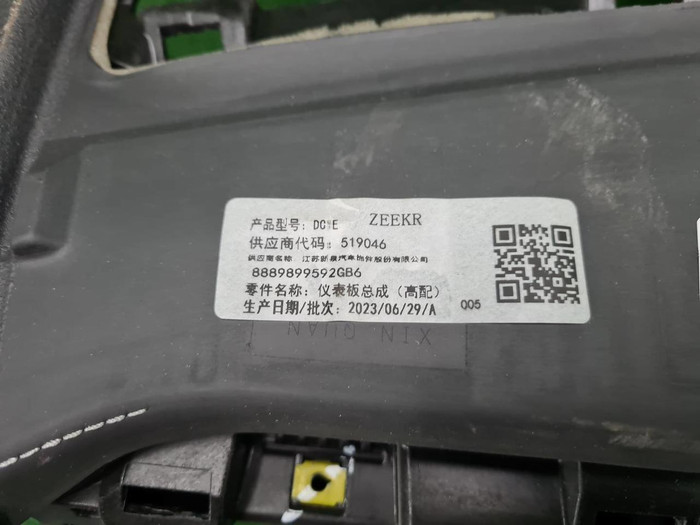 产品型号: DC1E ZEEKR
供应商代码: 519046
供应商名称: 江苏新泉汽车饰件股份有限公司
8889899592GB6
零件名称: 仪表板总成 (高配)
生产日期/批次: 2023/06/29/A 005
XIN QUAN